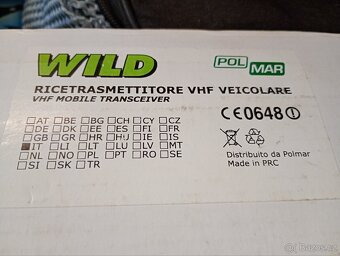 WILD
POL MAR
RICETRASMETTITORE VHF VEICOLARE
VHF MOBILE TRANSCEIVER
CE0648!
AT BE BG CH CY CZ
DE DK EE ES FI FR
GB GR HR HU IE IS
IT LI LT LU LV MT
NL NO PL PT RO SE
SI SK TR
Distribuito da Polmar
Made in PRC